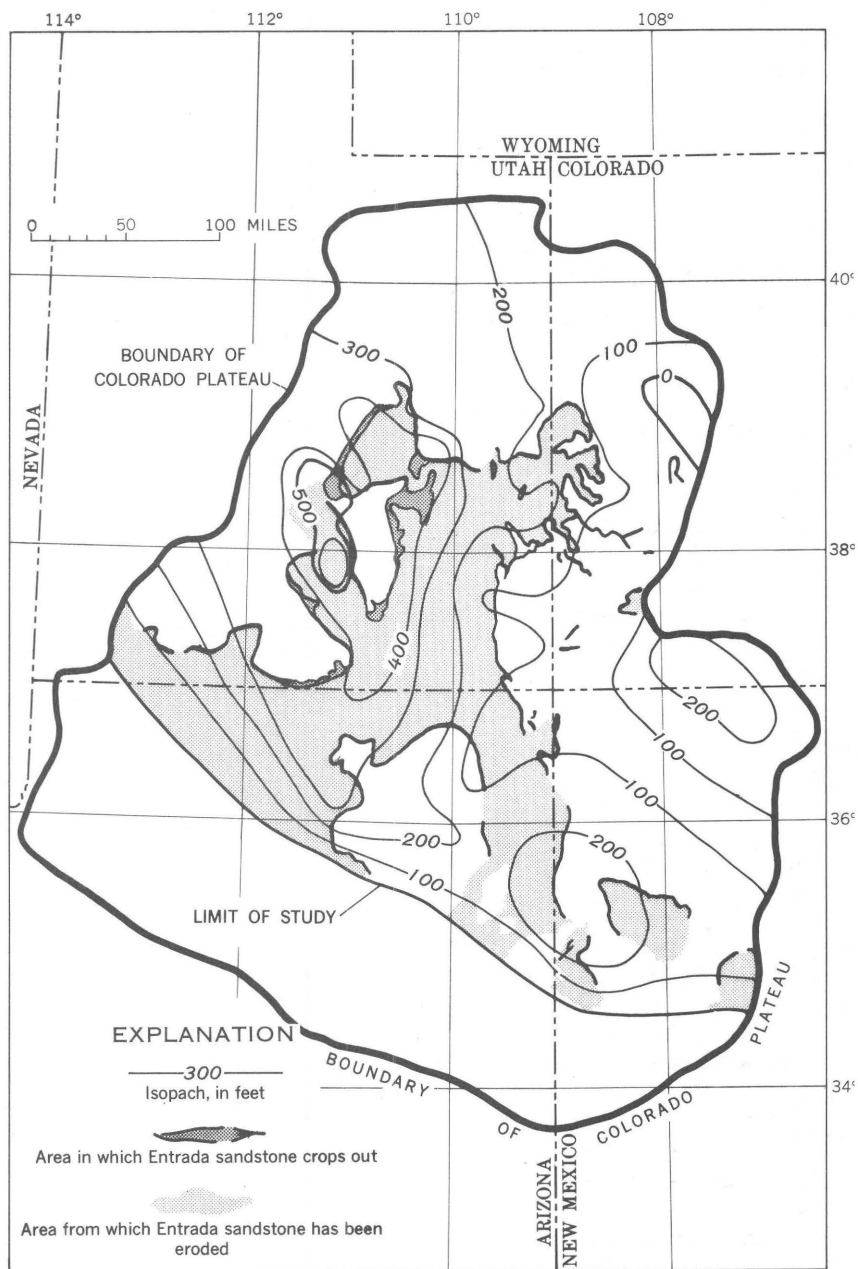 114°
112°
110°
108°
WYOMING
UTAH
COLORADO
0 50 100 MILES
200
40°
300
100
BOUNDARY OF
COLORADO PLATEAU
0
NEVADA
500
38°
400
200
100
100
36°
200
200
100
LIMIT OF STUDY
EXPLANATION
300
Isopach, in feet
BOUNDARY
OF
COLORADO
PLATEAU
34°
Area in which Entrada sandstone crops out
ARIZONA
NEW MEXICO
Area from which Entrada sandstone has been
eroded